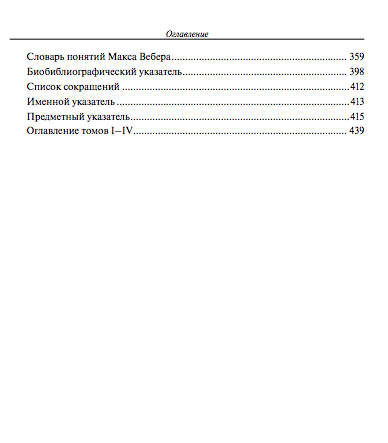 Оглавление
Словарь понятий Макса Вебера................................................................ 359
Биобиблиографический указатель............................................................. 398
Список сокращений ................................................................................412
Именной указатель .................................................................................413
Предметный указатель.............................................................................415
Оглавление томов I–IV............................................................................ 439